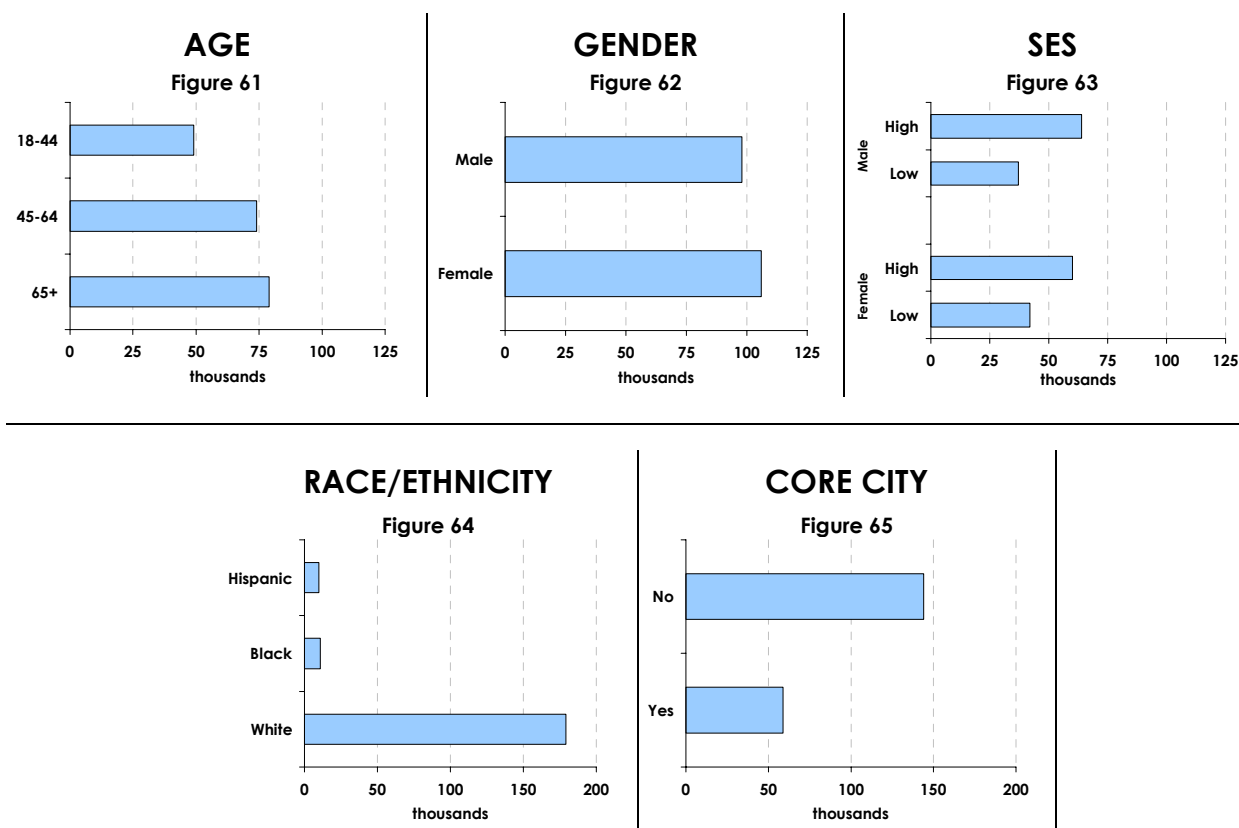 AGE
Figure 61
18-44
45-64
65+
0 25 50 75 100 125
thousands
GENDER
Figure 62
Male
Female
0 25 50 75 100 125
thousands
SES
Figure 63
Male
High
Low
Female
High
Low
0 25 50 75 100 125
thousands
RACE/ETHNICITY
Figure 64
Hispanic
Black
White
0 50 100 150 200
thousands
CORE CITY
Figure 65
No
Yes
0 50 100 150 200
thousands